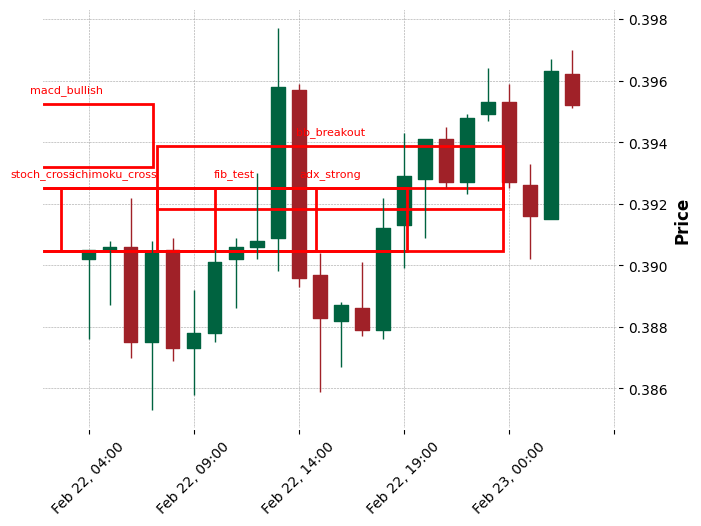 0.398
0.396
macd_bullish
0.394
stoch_cross
ichimoku_cross
fib_test
0.392
Price
0.390
0.388
0.386
Feb 22, 04:00
Feb 22, 09:00
Feb 22, 14:00
Feb 22, 19:00
Feb 23, 00:00